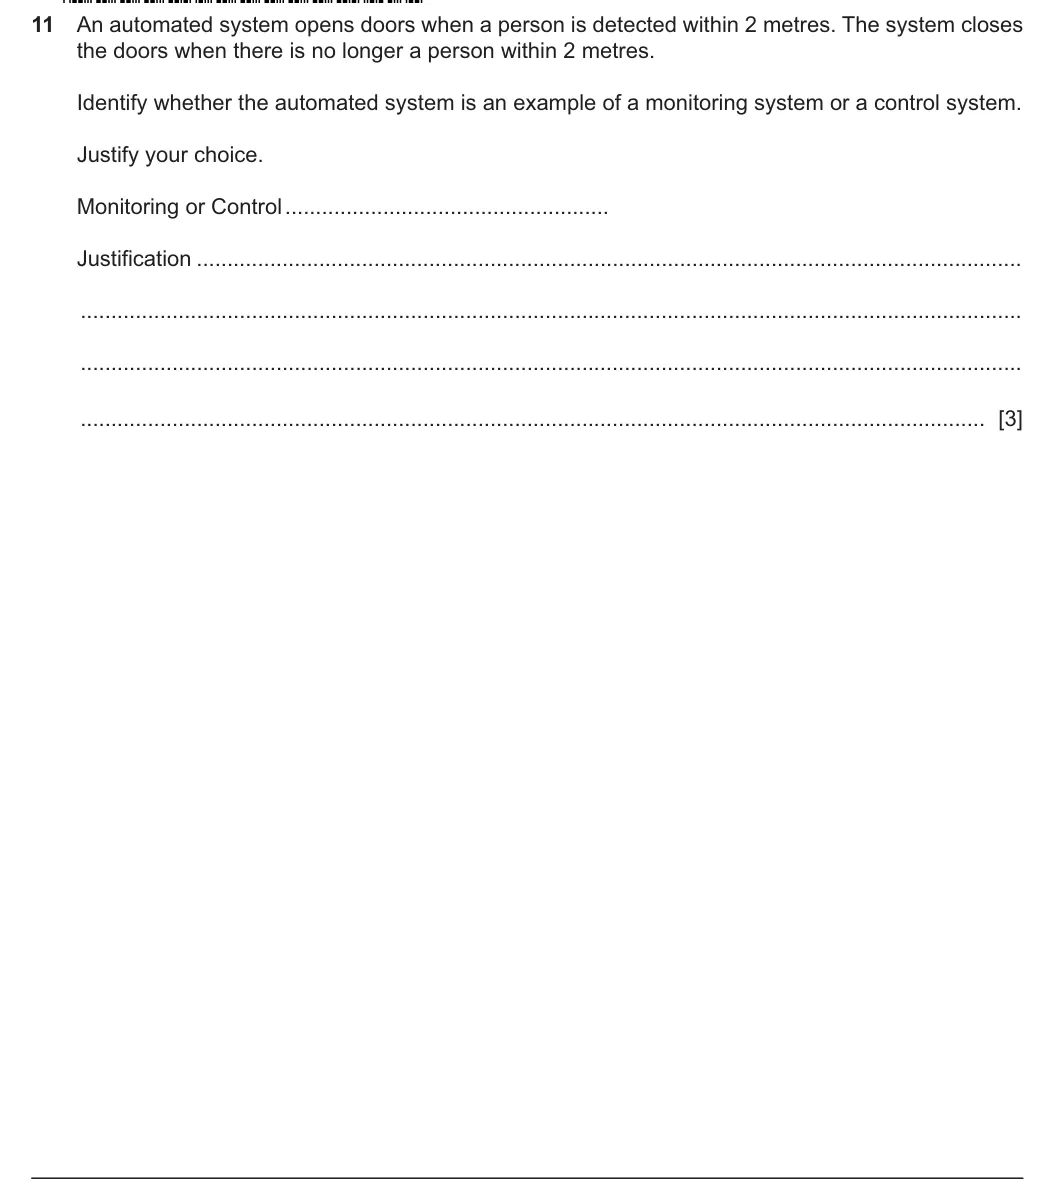 11 An automated system opens doors when a person is detected within 2 metres. The system closes
the doors when there is no longer a person within 2 metres.
Identify whether the automated system is an example of a monitoring system or a control system.
Justify your choice.
Monitoring or Control.....................................................
Justification ........................................................................................................................................
...........................................................................................................................................................
...........................................................................................................................................................
..................................................................................................................................................... [3]